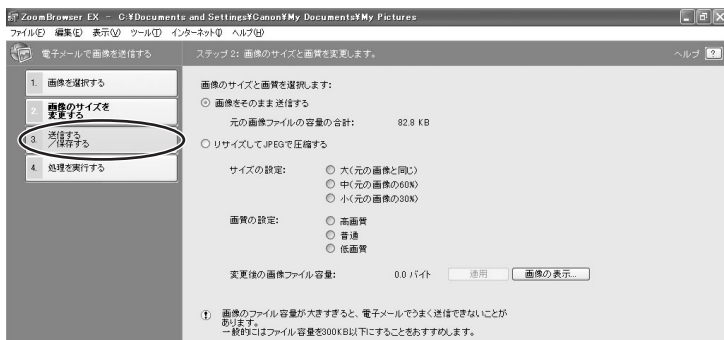 ZoomBrowser EX - C:¥Documents and Settings¥Canon¥My Documents¥My Pictures
ファイル(F) 編集(E) 表示(V) ツール(T) インターネット(I) ヘルプ(H)
電子メールで画像を送信する ステップ2: 画像のサイズと画質を変更します。 ヘルプ ?
1. 画像を選択する
2. 画像のサイズを
変更する
3. 送信する
/保存する
4. 処理を実行する
画像のサイズと画質を選択します:
画像をそのまま送信する
元の画像ファイルの容量の合計: 82.8 KB
リサイズしてJPEGで圧縮する
サイズの設定: 大(元の画像と同じ)
中(元の画像の60%)
小(元の画像の30%)
画質の設定: 高画質
普通
低画質
変更後の画像ファイル容量: 0.0 バイト 適用 画像の表示...
画像のファイル容量が大きすぎると、電子メールでうまく送信できないことが
あります。
一般的にはファイル容量を300KB以下にすることをおすすめします。